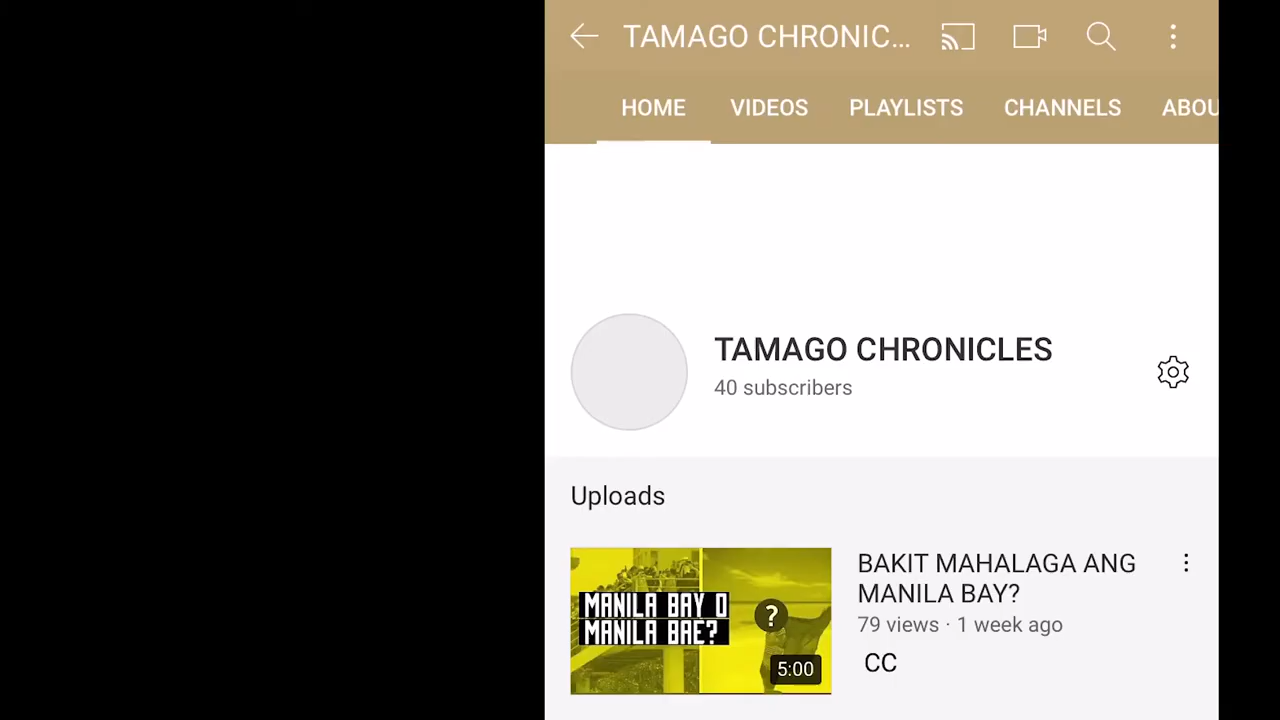 TAMAGO CHRONIC...
HOME VIDEOS PLAYLISTS CHANNELS ABOU
TAMAGO CHRONICLES
40 subscribers
Uploads
MANILA BAY O
MANILA BAE?
?
5:00
BAKIT MAHALAGA ANG
MANILA BAY?
79 views · 1 week ago
CC